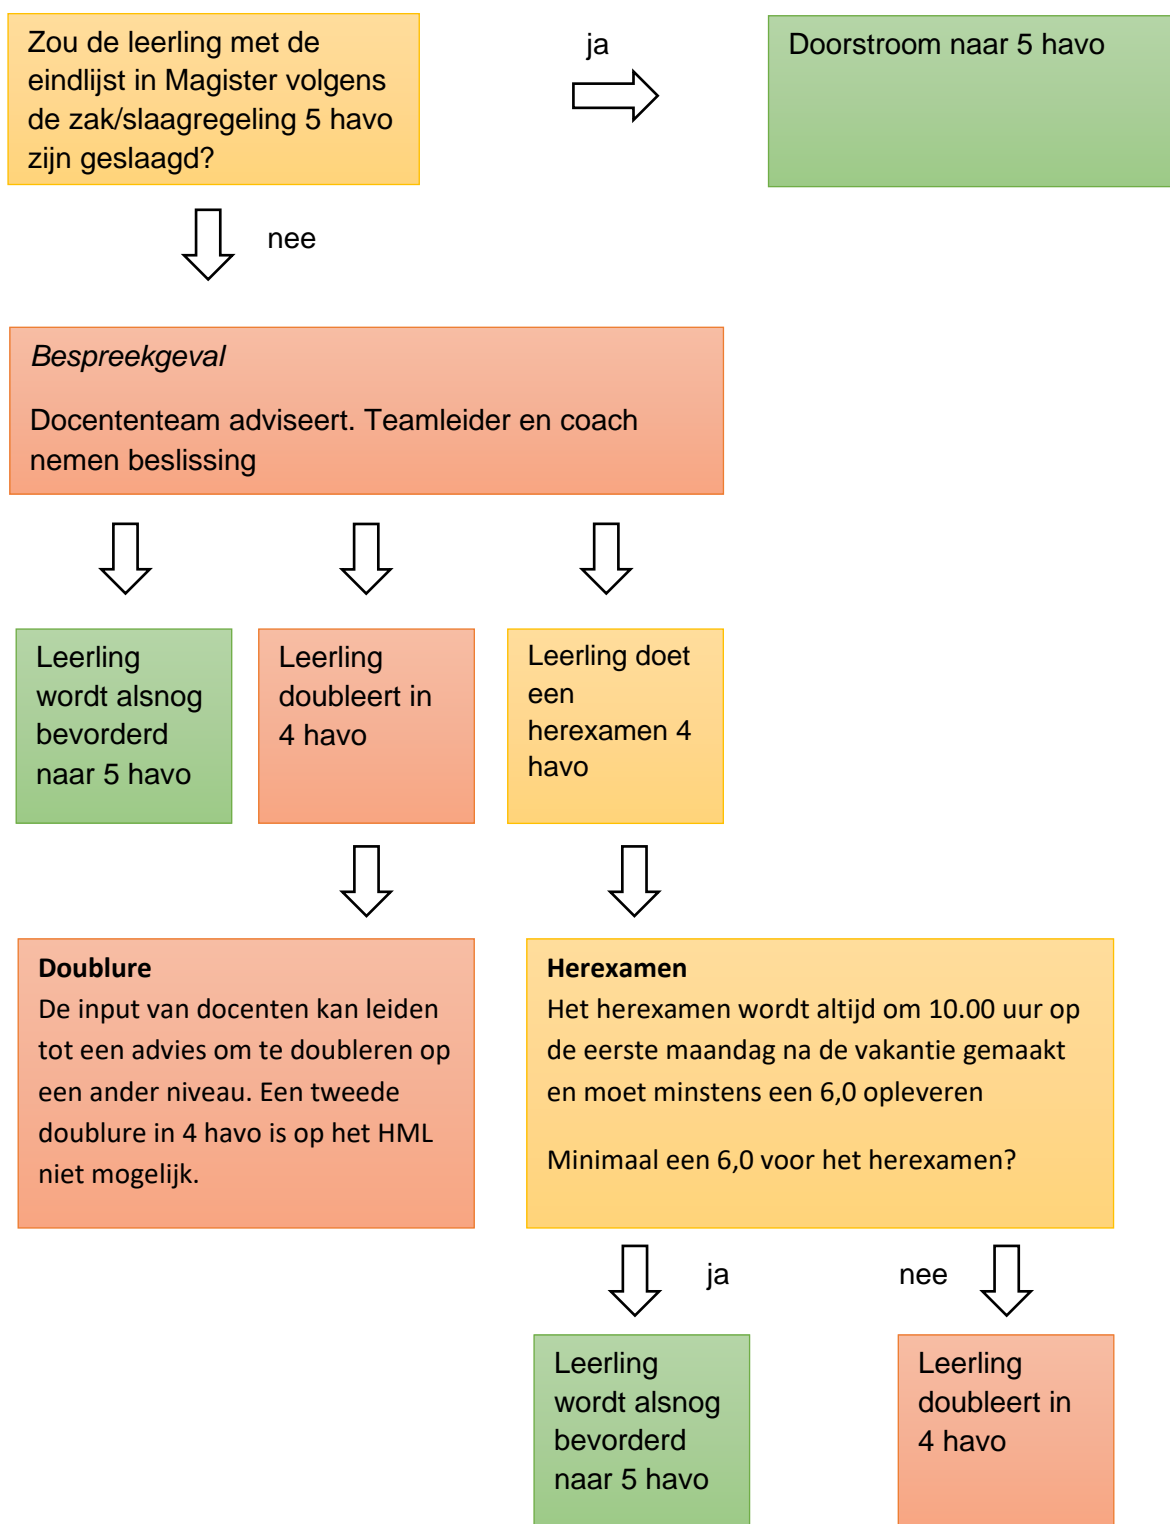 Zou de leerling met de
eindlijst in Magister volgens
de zak/slaagregeling 5 havo
zijn geslaagd?
ja
Doorstroom naar 5 havo
nee
Bespreekgeval
Docententeam adviseert. Teamleider en coach
nemen beslissing
Leerling
wordt alsnog
bevorderd
naar 5 havo
Leerling
doubleert in
4 havo
Leerling doet
een
herexamen 4
havo
Doublure
De input van docenten kan leiden
tot een advies om te doubleren op
een ander niveau. Een tweede
doublure in 4 havo is op het HML
niet mogelijk.
Herexamen
Het herexamen wordt altijd om 10.00 uur op
de eerste maandag na de vakantie gemaakt
en moet minstens een 6,0 opleveren
Minimaal een 6,0 voor het herexamen?
ja
nee
Leerling
wordt alsnog
bevorderd
naar 5 havo
Leerling
doubleert in
4 havo